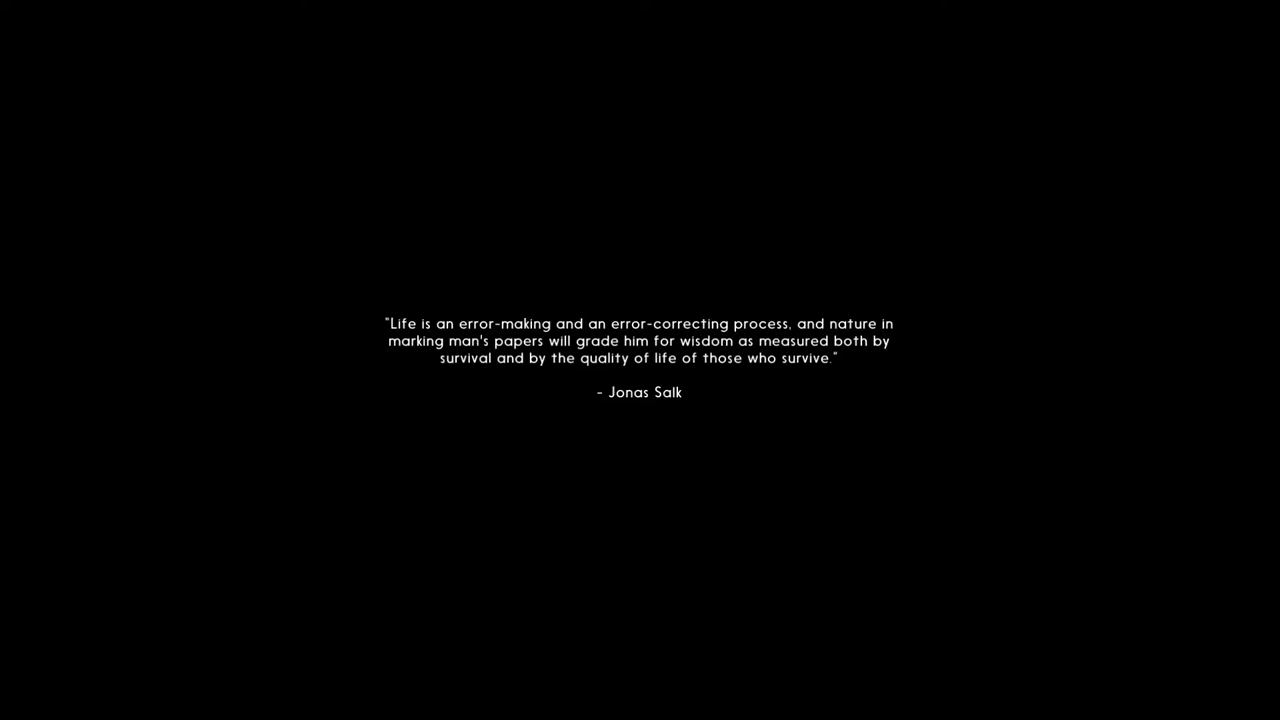 "Life is an error-making and an error-correcting process, and nature in
marking man's papers will grade him for wisdom as measured both by
survival and by the quality of life of those who survive."
- Jonas Salk